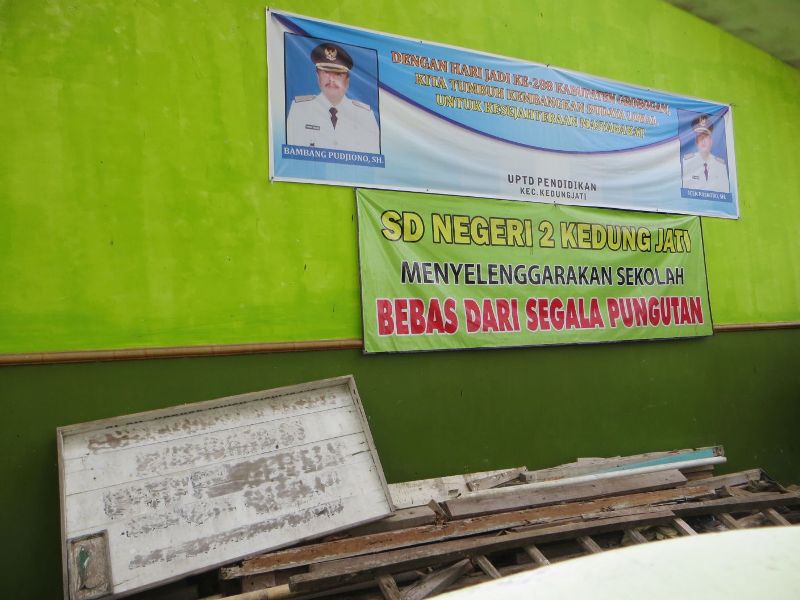 DENGAN HARI JADI KE-288 KABUPATEN GROBOGAN,
KITA TUMBUH KEMBANGKAN BUDAYA LOKAL
UNTUK KESEJAHTERAAN MASYARAKAT
BAMBANG PUDJIONO, SH.
UPTD PENDIDIKAN
KEC. KEDUNGJATI
SD NEGERI 2 KEDUNG JATI
MENYELENGGARAKAN SEKOLAH
BEBAS DARI SEGALA PUNGUTAN